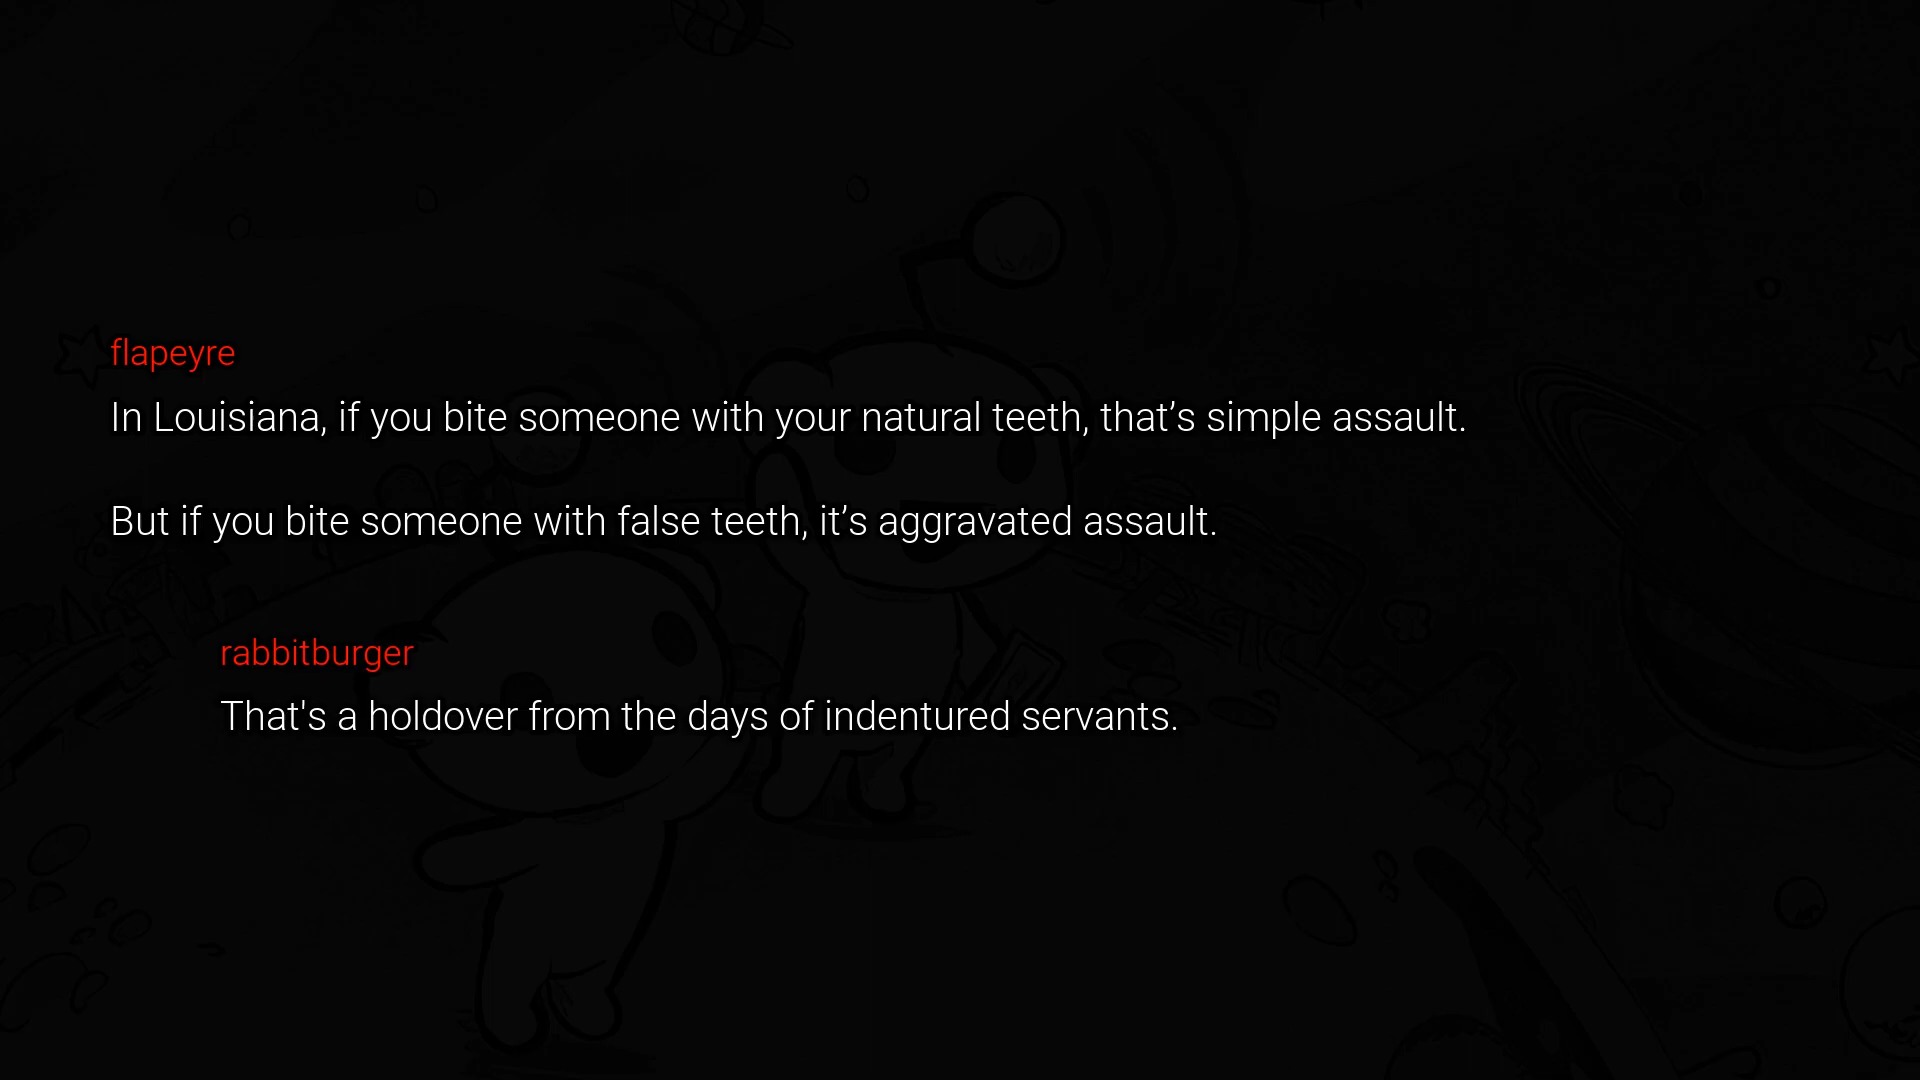 flapeyre
In Louisiana, if you bite someone with your natural teeth, that’s simple assault.
But if you bite someone with false teeth, it’s aggravated assault.
rabbitburger
That's a holdover from the days of indentured servants.